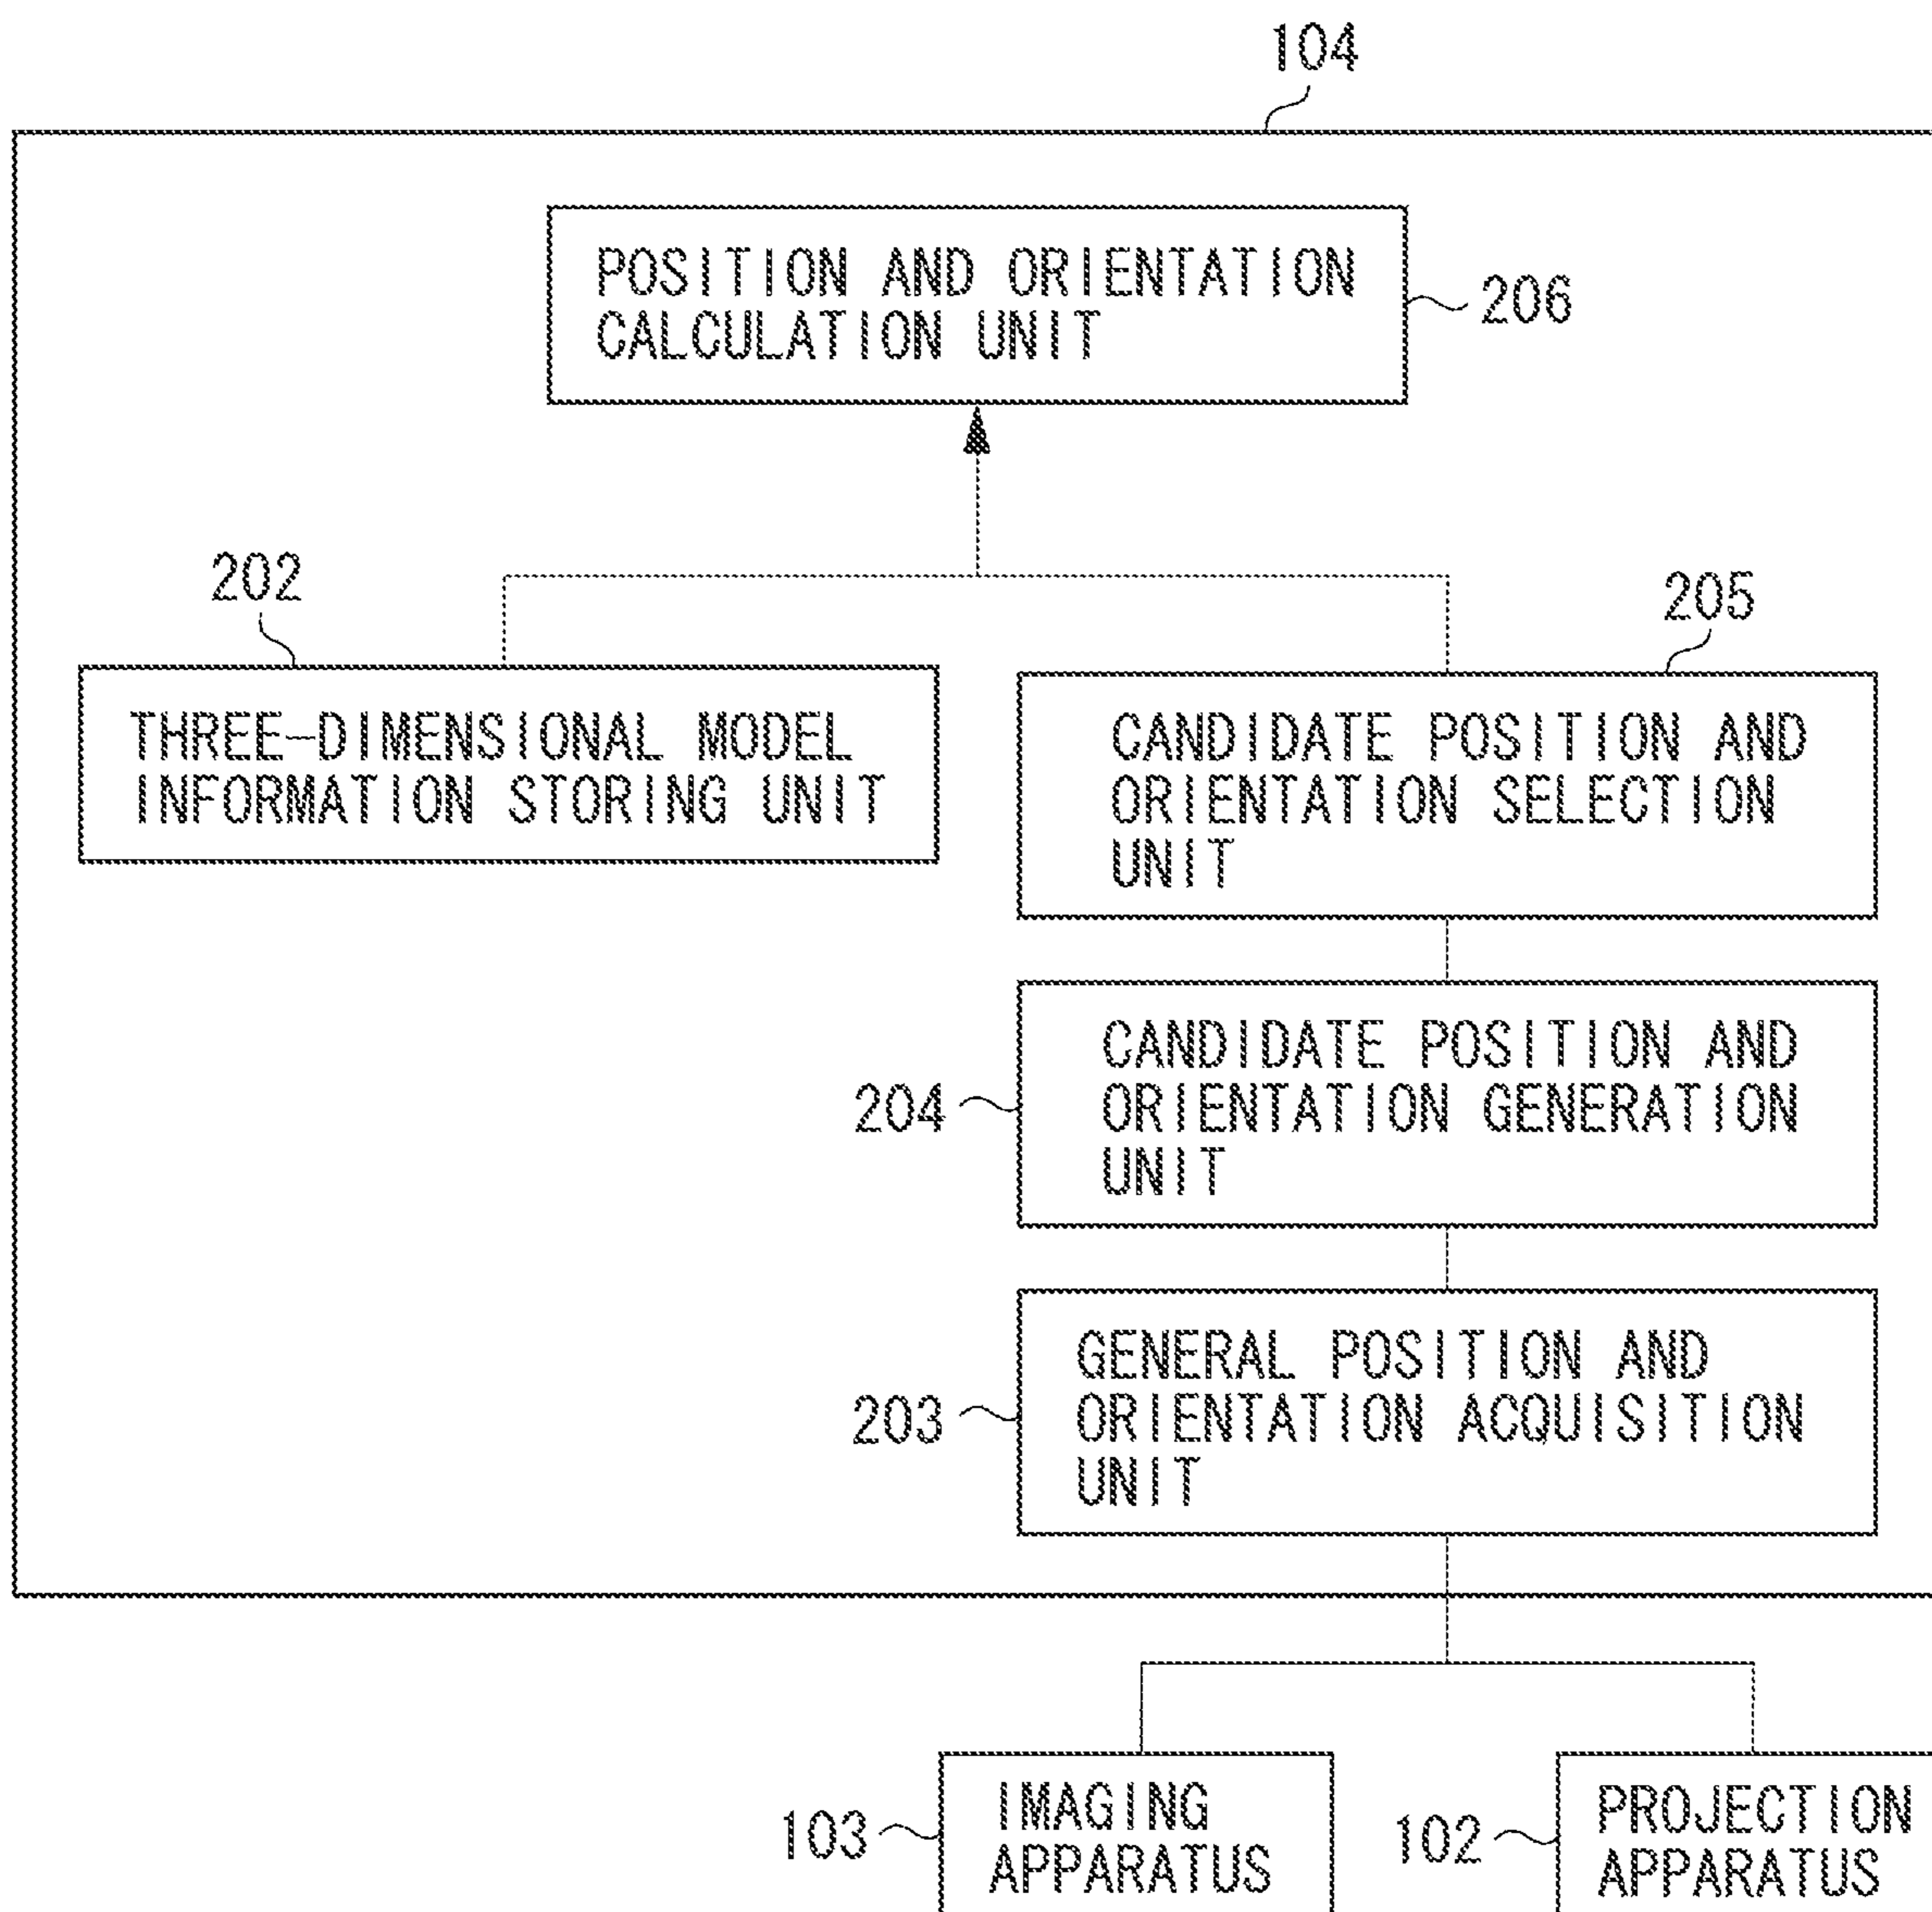 104
POSITION AND ORIENTATION
CALCULATION UNIT
206
202
205
THREE-DIMENSIONAL MODEL
INFORMATION STORING UNIT
CANDIDATE POSITION AND
ORIENTATION SELECTION
UNIT
204
CANDIDATE POSITION AND
ORIENTATION GENERATION
UNIT
203
GENERAL POSITION AND
ORIENTATION ACQUISITION
UNIT
103
IMAGING
APPARATUS
102
PROJECTION
APPARATUS